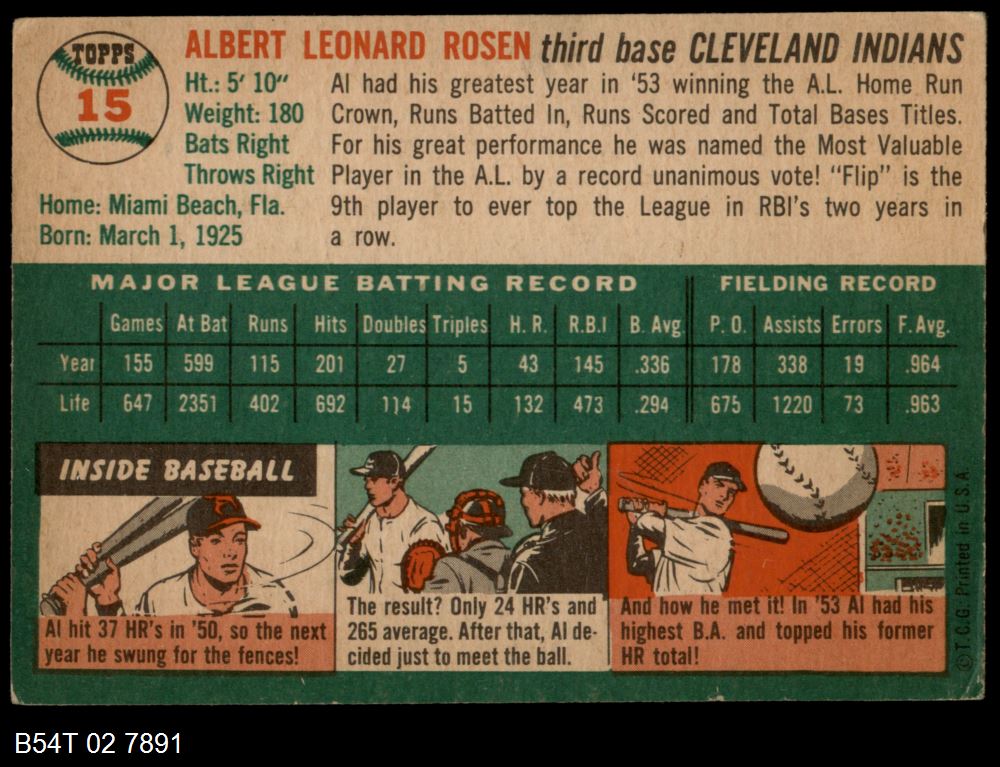 TOPPS
15
ALBERT LEONARD ROSEN third base CLEVELAND INDIANS
Ht.: 5' 10"
Weight: 180
Bats Right
Throws Right
Home: Miami Beach, Fla.
Born: March 1, 1925
Al had his greatest year in '53 winning the A.L. Home Run
Crown, Runs Batted In, Runs Scored and Total Bases Titles.
For his great performance he was named the Most Valuable
Player in the A.L. by a record unanimous vote! "Flip" is the
9th player to ever top the League in RBI's two years in
a row.
MAJOR LEAGUE BATTING RECORD FIELDING RECORD
Games At Bat Runs Hits Doubles Triples H. R. R.B.I B. Avg. P. O. Assists Errors F. Avg.
Year 155 599 115 201 27 5 43 145 .336 178 338 19 .964
Life 647 2351 402 692 114 15 132 473 .294 675 1220 73 .963
INSIDE BASEBALL
Al hit 37 HR's in '50, so the next
year he swung for the fences!
The result? Only 24 HR's and
265 average. After that, Al de-
cided just to meet the ball.
And how he met it! In '53 Al had his
highest B.A. and topped his former
HR total!
© T.C.G. Printed in U.S.A.
B54T 02 7891